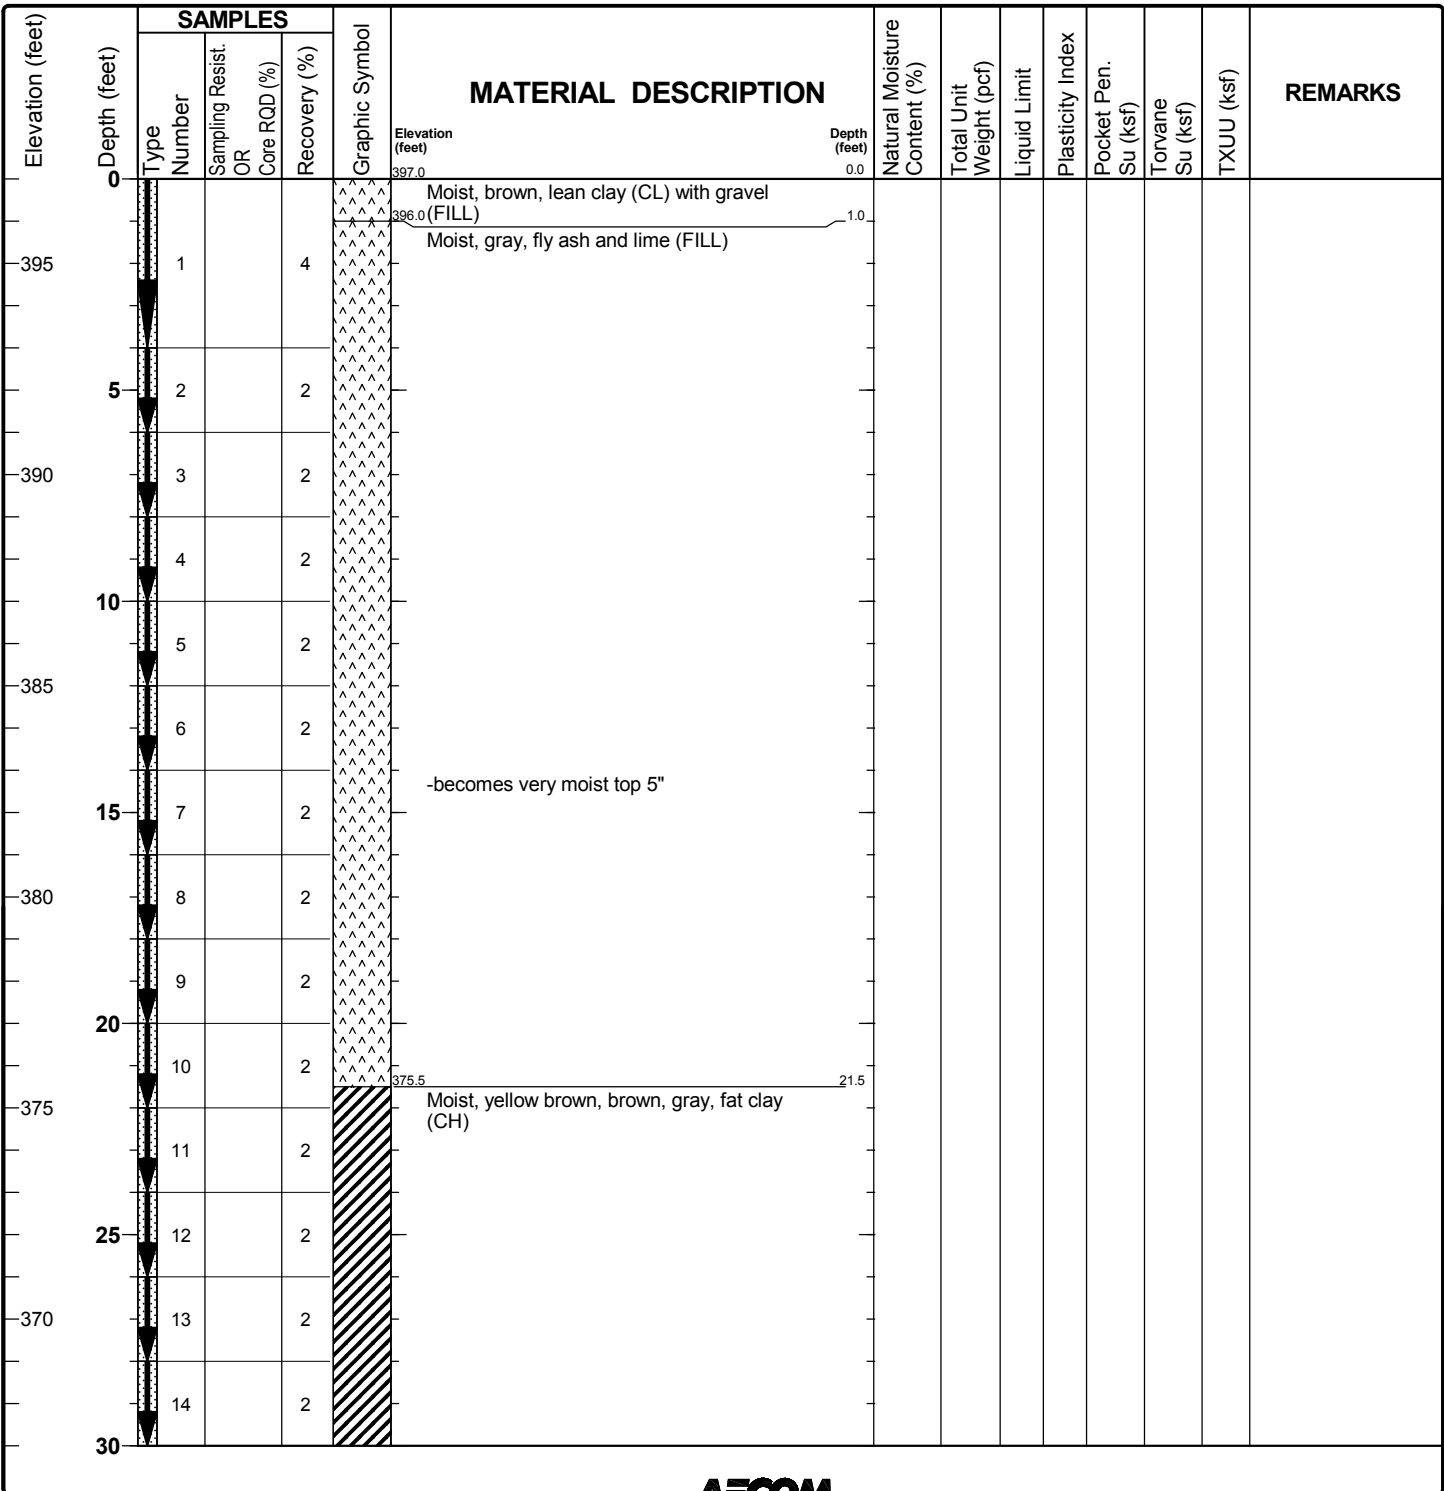 Elevation (feet)
Depth (feet)
SAMPLES
Type
Number
Sampling Resist.
OR
Core RQD (%)
Recovery (%)
Graphic Symbol
MATERIAL DESCRIPTION
Elevation
(feet)
Depth
(feet)
Natural Moisture
Content (%)
Total Unit
Weight (pcf)
Liquid Limit
Plasticity Index
Pocket Pen.
Su (ksf)
Torvane
Su (ksf)
TXUU (ksf)
REMARKS
0 397.0 0.0
Moist, brown, lean clay (CL) with gravel
(FILL)
396.0 1.0
Moist, gray, fly ash and lime (FILL)
395 1 4
5 2 2
390 3 2
4 2
10
5 2
385
6 2
-becomes very moist top 5"
15 7 2
380 8 2
9 2
20
10 2
375.5 21.5
Moist, yellow brown, brown, gray, fat clay
(CH)
375
11 2
25 12 2
370 13 2
14 2
30
AECOM